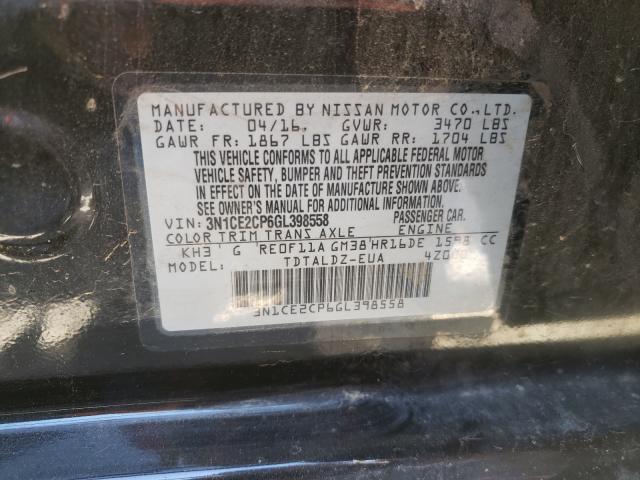 MANUFACTURED BY NISSAN MOTOR CO.,LTD.
DATE: 04/16. GVWR: 3470 LBS
GAWR FR: 1867 LBS GAWR RR: 1704 LBS
THIS VEHICLE CONFORMS TO ALL APPLICABLE FEDERAL MOTOR
VEHICLE SAFETY, BUMPER AND THEFT PREVENTION STANDARDS
IN EFFECT ON THE DATE OF MANUFACTURE SHOWN ABOVE.
SEE OWNER'S MANUAL FOR ADDITIONAL INFORMATION.
VIN: 3N1CE2CP6GL398558 PASSENGER CAR.
COLOR TRIM TRANS AXLE ENGINE
KH3 G RE0F11A GM38 HR16DE 1598 CC
MODEL: TDTALDZ-EUA
3N1CE2CP6GL398558